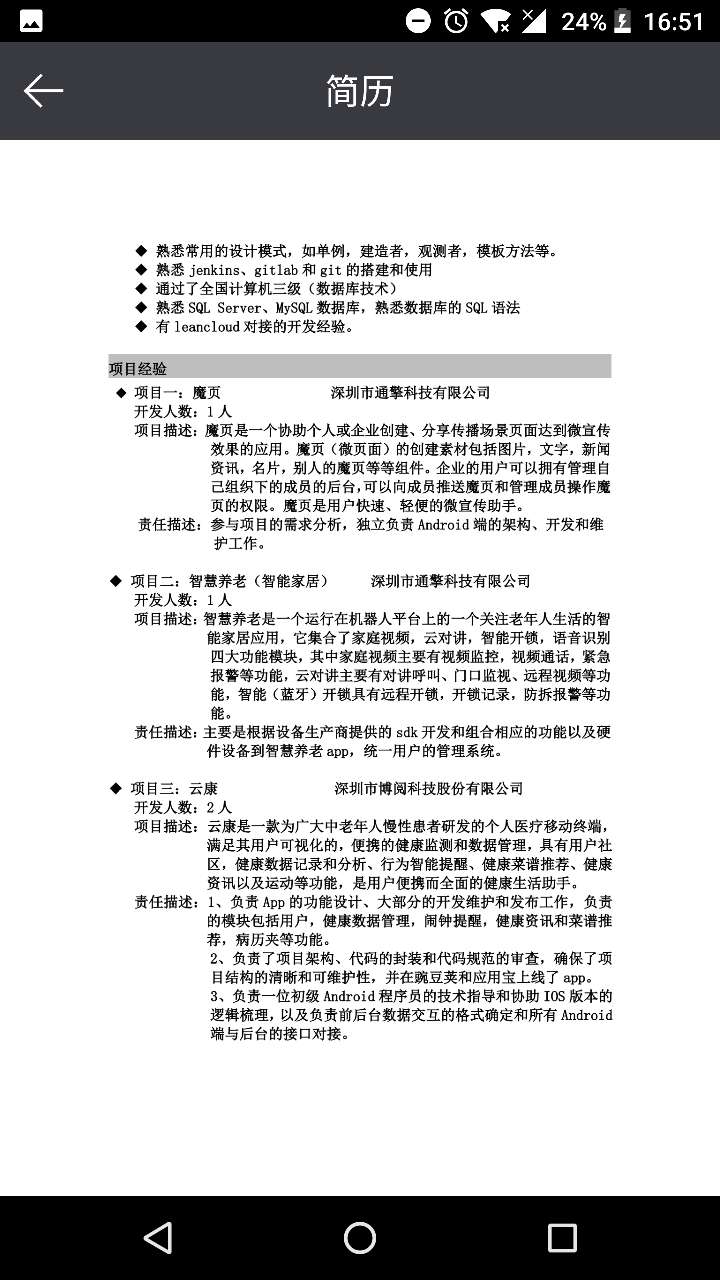 24% 16:51
简历
◆ 熟悉常用的设计模式，如单例，建造者，观测者，模板方法等。
◆ 熟悉 jenkins、gitlab 和 git 的搭建和使用
◆ 通过了全国计算机三级（数据库技术）
◆ 熟悉 SQL Server、MySQL 数据库，熟悉数据库的 SQL 语法
◆ 有 leancloud 对接的开发经验。
项目经验
◆ 项目一：魔页 深圳市通擎科技有限公司
开发人数：1 人
项目描述：魔页是一个协助个人或企业创建、分享传播场景页面达到微宣传
效果的应用。魔页（微页面）的创建素材包括图片，文字，新闻
资讯，名片，别人的魔页等等组件。企业的用户可以拥有管理自
己组织下的成员的后台，可以向成员推送魔页和管理成员操作魔
页的权限。魔页是用户快速、轻便的微宣传助手。
责任描述：参与项目的需求分析，独立负责 Android 端的架构、开发和维
护工作。
◆ 项目二：智慧养老（智能家居） 深圳市通擎科技有限公司
开发人数：1 人
项目描述：智慧养老是一个运行在机器人平台上的一个关注老年人生活的智
能家居应用，它集合了家庭视频，云对讲，智能开锁，语音识别
四大功能模块，其中家庭视频主要有视频监控，视频通话，紧急
报警等功能，云对讲主要有对讲呼叫、门口监视、远程视频等功
能，智能（蓝牙）开锁具有远程开锁，开锁记录，防拆报警等功
能。
责任描述：主要是根据设备生产商提供的 sdk 开发和组合相应的功能以及硬
件设备到智慧养老 app，统一用户的管理系统。
◆ 项目三：云康 深圳市博阅科技股份有限公司
开发人数：2 人
项目描述：云康是一款为广大中老年人慢性患者研发的个人医疗移动终端，
满足其用户可视化的，便携的健康监测和数据管理，具有用户社
区，健康数据记录和分析、行为智能提醒、健康菜谱推荐、健康
资讯以及运动等功能，是用户便携而全面的健康生活助手。
责任描述：1、负责 App 的功能设计、大部分的开发维护和发布工作，负责
的模块包括用户，健康数据管理，闹钟提醒，健康资讯和菜谱推
荐，病历夹等功能。
2、负责了项目架构、代码的封装和代码规范的审查，确保了项
目结构的清晰和可维护性，并在豌豆荚和应用宝上线了 app。
3、负责一位初级 Android 程序员的技术指导和协助 IOS 版本的
逻辑梳理，以及负责前后台数据交互的格式确定和所有 Android
端与后台的接口对接。